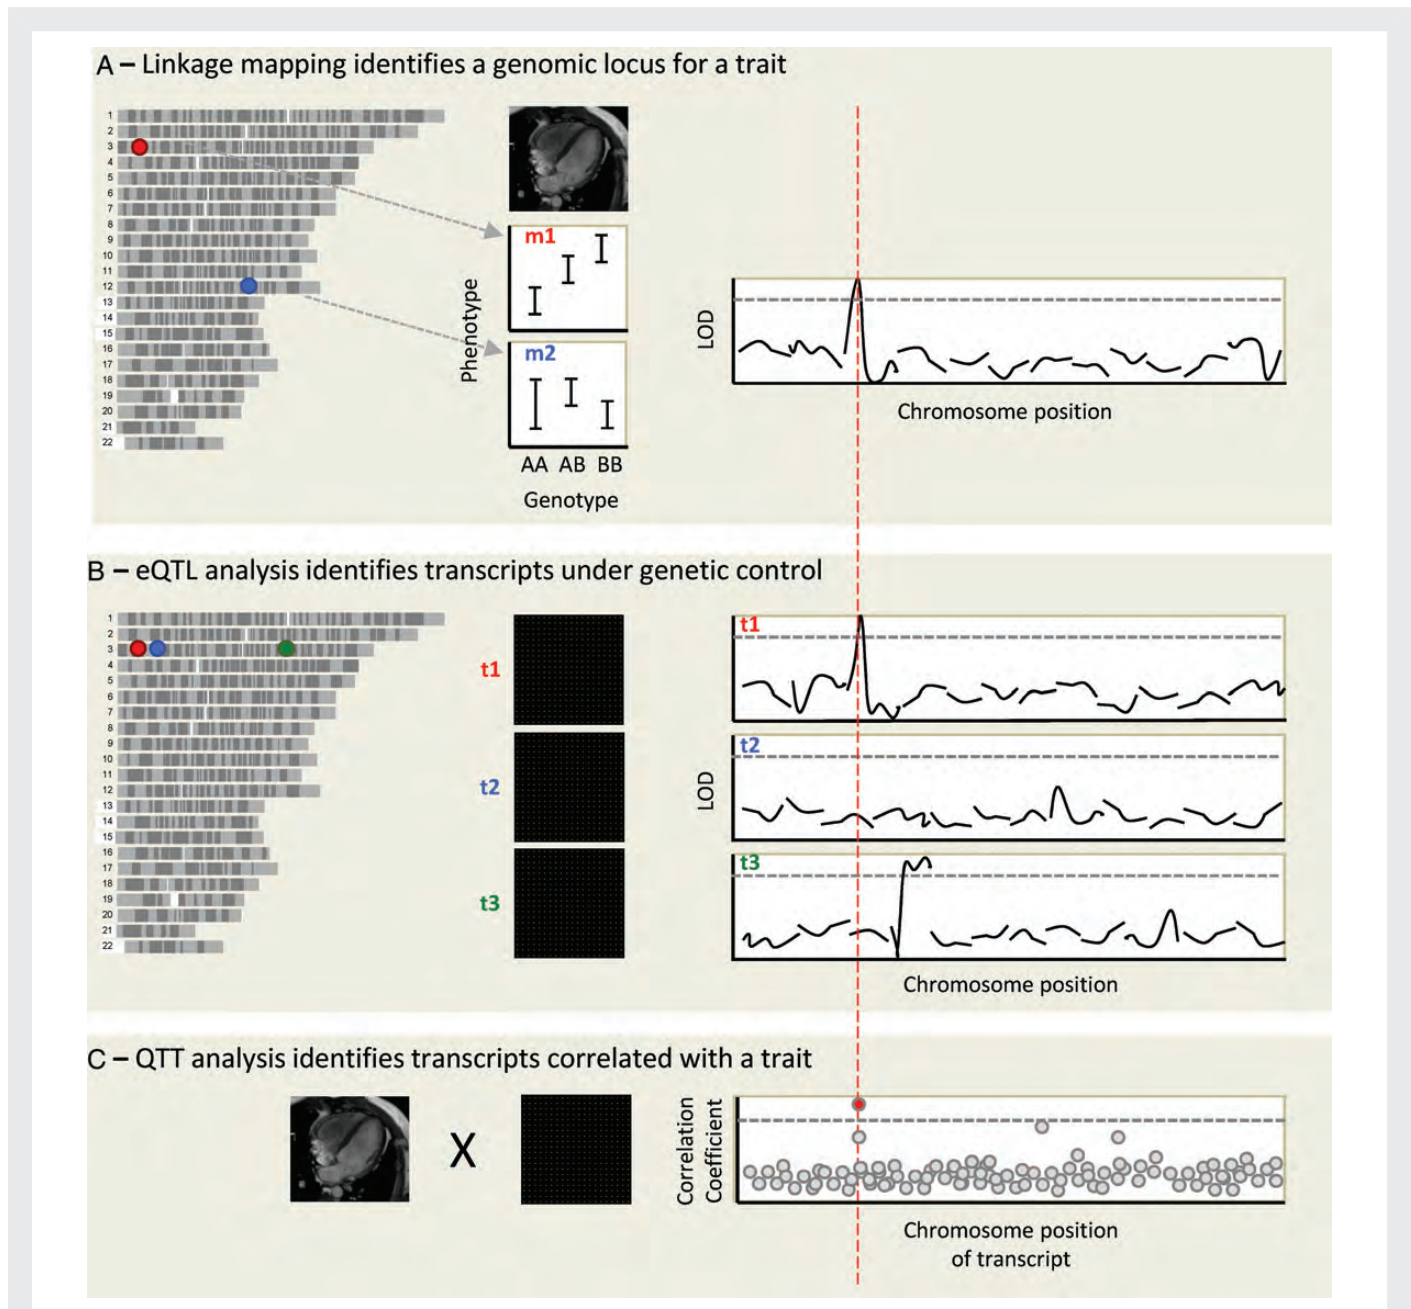 A – Linkage mapping identifies a genomic locus for a trait
1
2
3
4
5
6
7
8
9
10
11
12
13
14
15
16
17
18
19
20
21
22
Phenotype
m1
m2
AA AB BB
Genotype
LOD
Chromosome position
B – eQTL analysis identifies transcripts under genetic control
1
2
3
4
5
6
7
8
9
10
11
12
13
14
15
16
17
18
19
20
21
22
t1
t2
t3
LOD
t1
t2
t3
Chromosome position
C – QTT analysis identifies transcripts correlated with a trait
X
Correlation
Coefficient
Chromosome position
of transcript